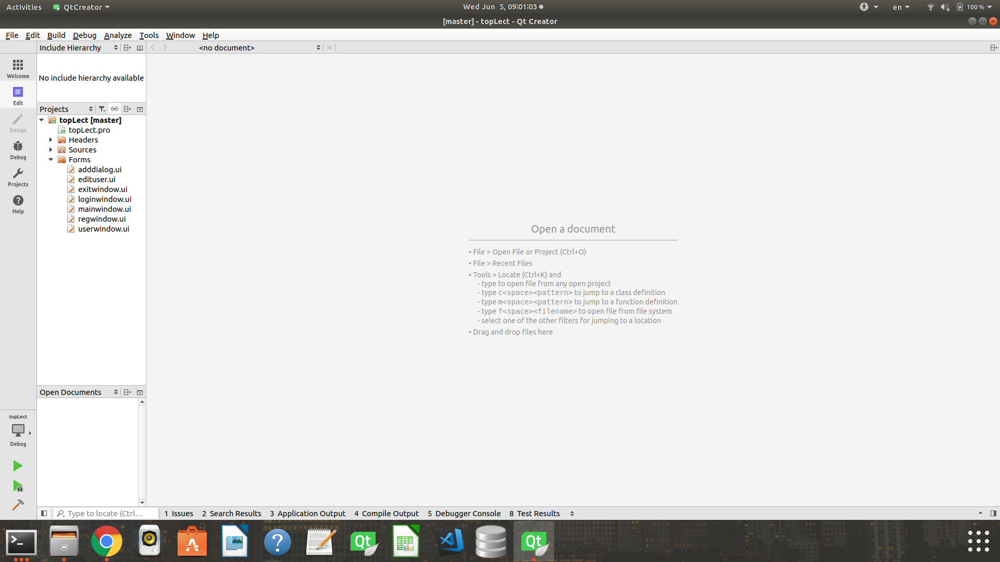 Activities QtCreator Wed Jun 5, 09:01:03 en 100 %
[master] - topLect - Qt Creator
File Edit Build Debug Analyze Tools Window Help
Include Hierarchy <no document>
No include hierarchy available
Welcome
Edit
Design
Debug
Projects
Help
Projects
topLect [master]
topLect.pro
Headers
Sources
Forms
adddialog.ui
edituser.ui
exitwindow.ui
loginwindow.ui
mainwindow.ui
regwindow.ui
userwindow.ui
Open a document
• File > Open File or Project (Ctrl+O)
• File > Recent Files
• Tools > Locate (Ctrl+K) and
- type to open file from any open project
- type c<space><pattern> to jump to a class definition
- type m<space><pattern> to jump to a function definition
- type f<space><filename> to open file from file system
- select one of the other filters for jumping to a location
• Drag and drop files here
Open Documents
topLect
Debug
Type to locate (Ctrl... 1 Issues 2 Search Results 3 Application Output 4 Compile Output 5 Debugger Console 8 Test Results
Qt Qt